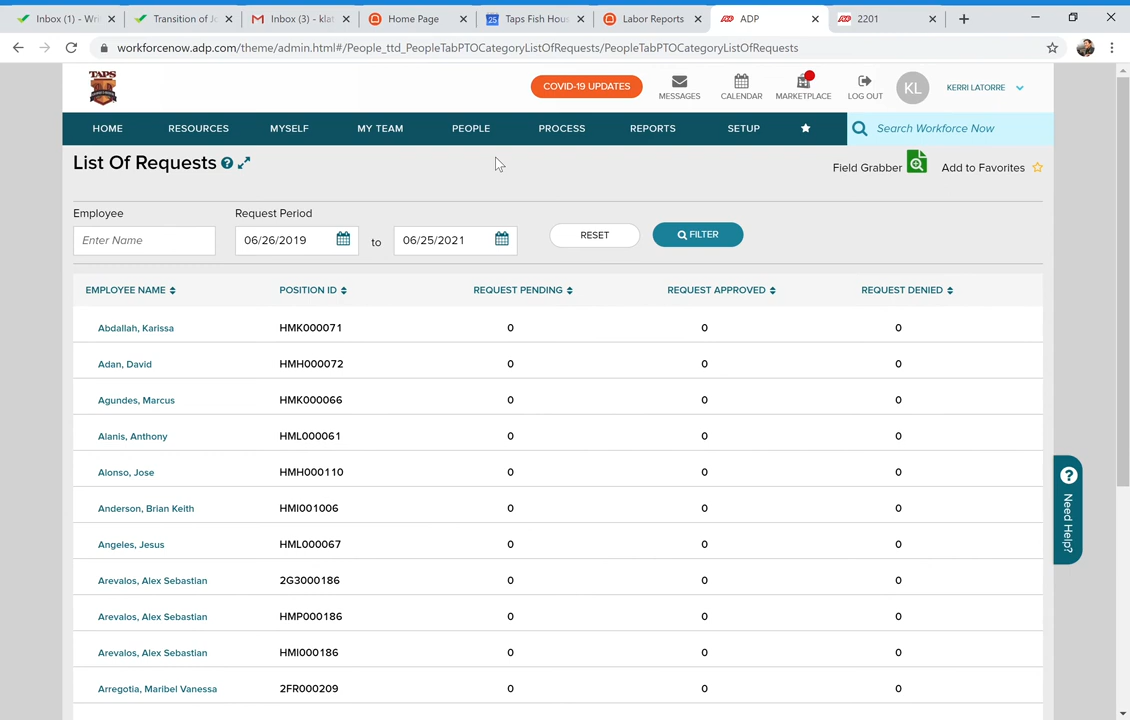 Inbox (3) - Wr
Transition of Jo
Inbox (3) - klat
Home Page
Taps Fish Hou
Labor Reports
ADP
2201
workforcenow.adp.com/theme/admin.html#/People_ttd_PeopleTabPTOCategoryListOfRequests/PeopleTabPTOCategoryListOfRequests
TAPS
COVID-19 UPDATES
MESSAGES
CALENDAR
MARKETPLACE
LOG OUT
KL
KERRI LATORRE
HOME RESOURCES MYSELF MY TEAM PEOPLE PROCESS REPORTS SETUP Search Workforce Now
List Of Requests
Field Grabber
Add to Favorites
Employee Request Period
Enter Name 06/26/2019 to 06/25/2021 RESET FILTER
EMPLOYEE NAME POSITION ID REQUEST PENDING REQUEST APPROVED REQUEST DENIED
Abdallah, Karissa HMK000071 0 0 0
Adan, David HMH000072 0 0 0
Agundes, Marcus HMK000066 0 0 0
Alanis, Anthony HML000061 0 0 0
Alonso, Jose HMH000110 0 0 0
Anderson, Brian Keith HMI001006 0 0 0
Angeles, Jesus HML000067 0 0 0
Arevalos, Alex Sebastian 2G3000186 0 0 0
Arevalos, Alex Sebastian HMP000186 0 0 0
Arevalos, Alex Sebastian HMI000186 0 0 0
Arregotia, Maribel Vanessa 2FR000209 0 0 0
Need Help?